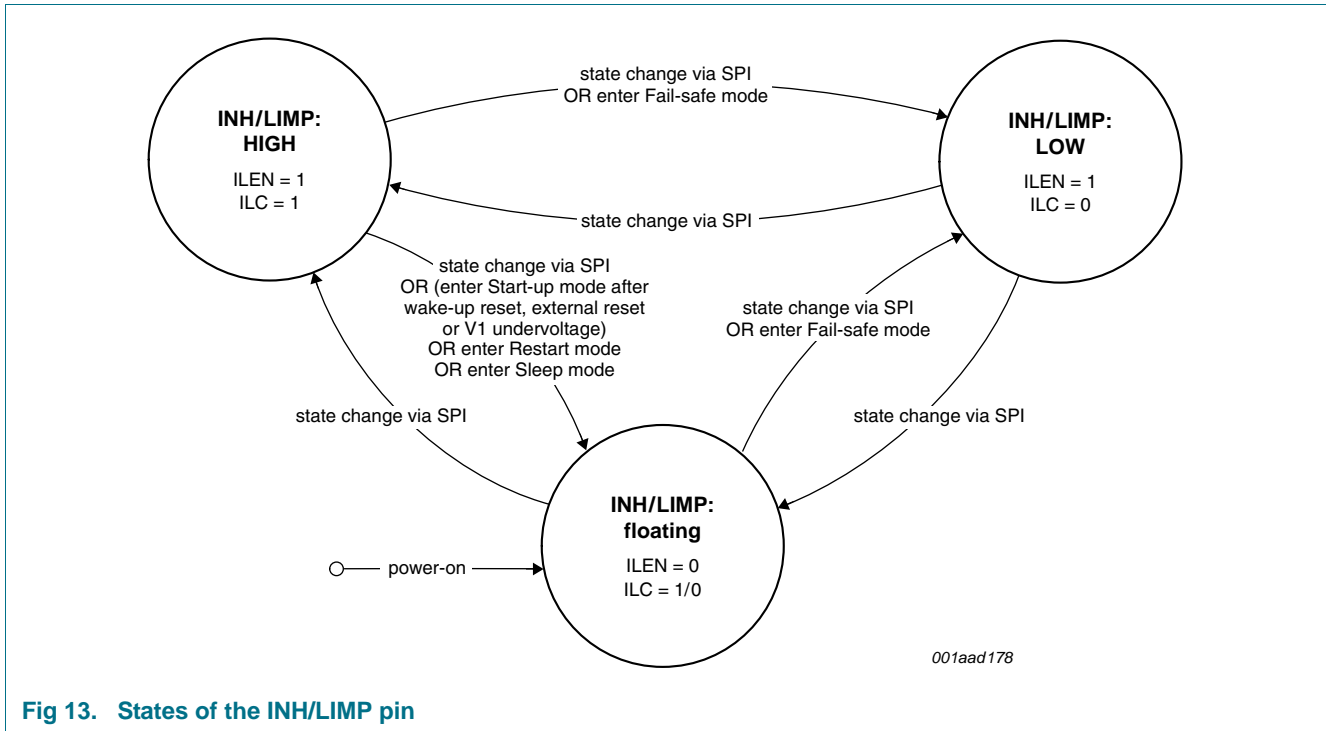 state change via SPI
OR enter Fail-safe mode
INH/LIMP:
HIGH
ILEN = 1
ILC = 1
INH/LIMP:
LOW
ILEN = 1
ILC = 0
state change via SPI
state change via SPI
OR (enter Start-up mode after
wake-up reset, external reset
or V1 undervoltage)
OR enter Restart mode
OR enter Sleep mode
state change via SPI
OR enter Fail-safe mode
state change via SPI
state change via SPI
INH/LIMP:
floating
ILEN = 0
ILC = 1/0
power-on
001aad178
Fig 13. States of the INH/LIMP pin